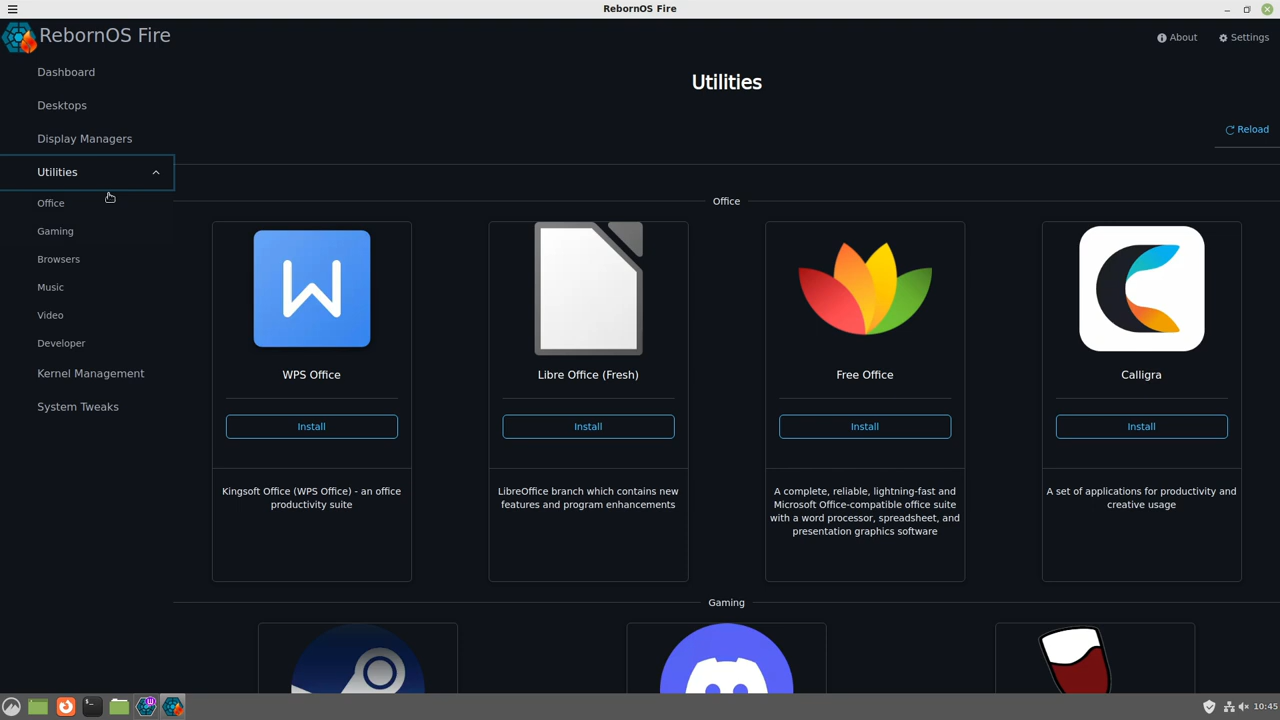 RebornOS Fire
RebornOS Fire
About
Settings
Dashboard
Desktops
Display Managers
Utilities
Office
Gaming
Browsers
Music
Video
Developer
Kernel Management
System Tweaks
Utilities
Reload
Office
WPS Office
Install
Kingsoft Office (WPS Office) - an office
productivity suite
Libre Office (Fresh)
Install
LibreOffice branch which contains new
features and program enhancements
Free Office
Install
A complete, reliable, lightning-fast and
Microsoft Office-compatible office suite
with a word processor, spreadsheet, and
presentation graphics software
Calligra
Install
A set of applications for productivity and
creative usage
Gaming
10:45